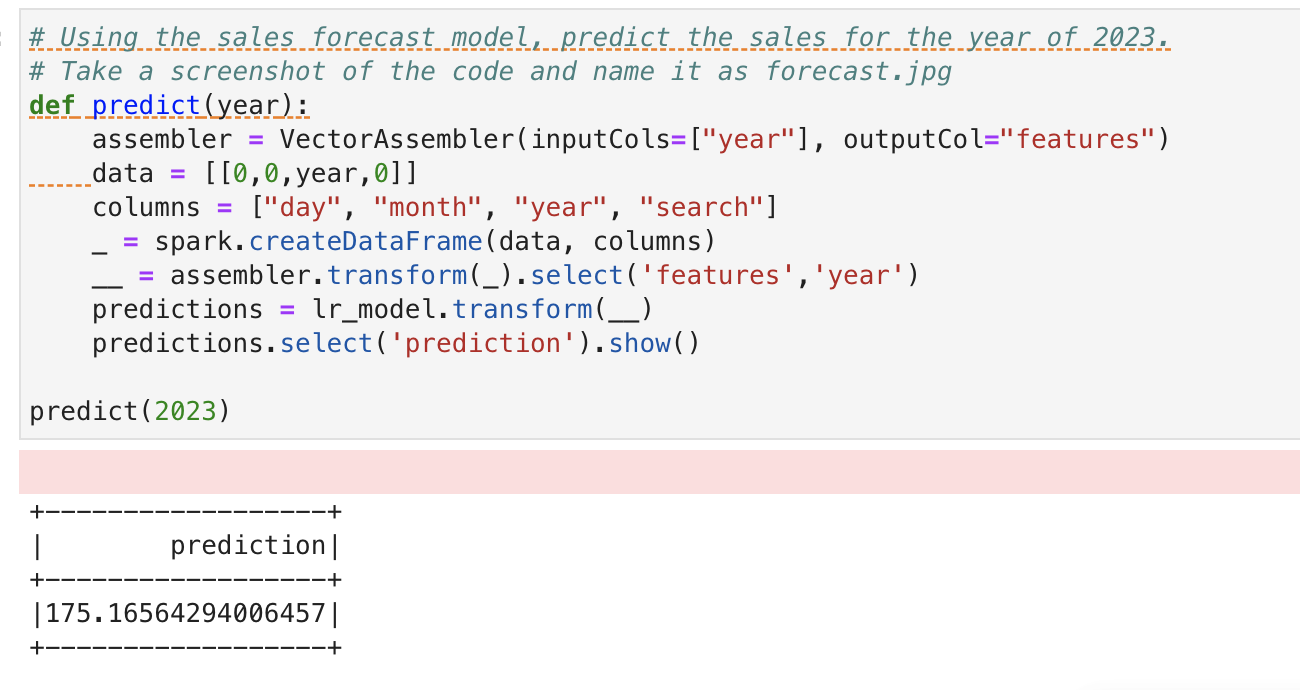 # Using the sales forecast model, predict the sales for the year of 2023.
# Take a screenshot of the code and name it as forecast.jpg
def predict(year):
    assembler = VectorAssembler(inputCols=["year"], outputCol="features")
    data = [[0,0,year,0]]
    columns = ["day", "month", "year", "search"]
    _ = spark.createDataFrame(data, columns)
    __ = assembler.transform(_).select('features','year')
    predictions = lr_model.transform(__)
    predictions.select('prediction').show()

predict(2023)
+------------------+
|        prediction|
+------------------+
|175.16564294006457|
+------------------+